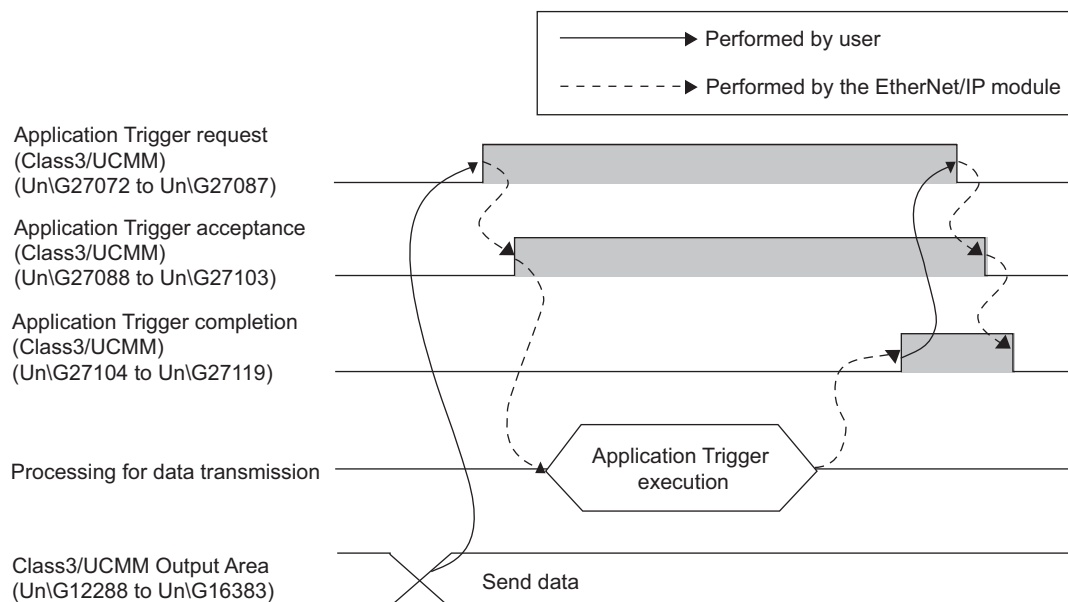 Performed by user
Performed by the EtherNet/IP module
Application Trigger request
(Class3/UCMM)
(Un\G27072 to Un\G27087)
Application Trigger acceptance
(Class3/UCMM)
(Un\G27088 to Un\G27103)
Application Trigger completion
(Class3/UCMM)
(Un\G27104 to Un\G27119)
Processing for data transmission
Application Trigger
execution
Class3/UCMM Output Area
(Un\G12288 to Un\G16383)
Send data